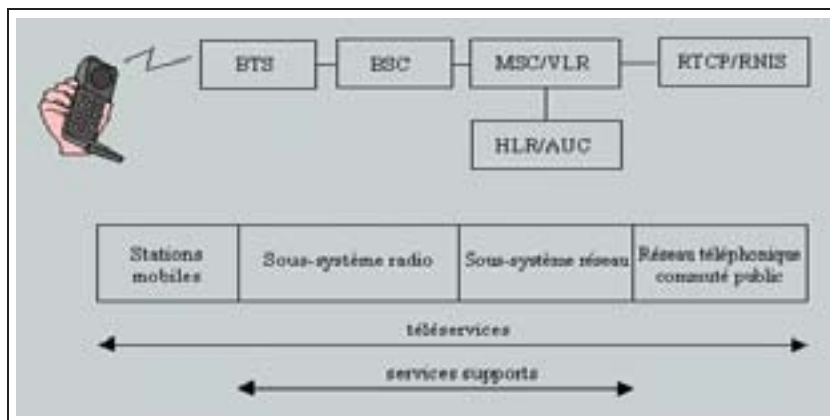 BTS
BSC
MSC/VLR
RTCP/RNIS
HLR/AUC
Stations
mobiles
Sous-système radio
Sous-système réseau
Réseau téléphonique
commuté public
téléservices
services supports